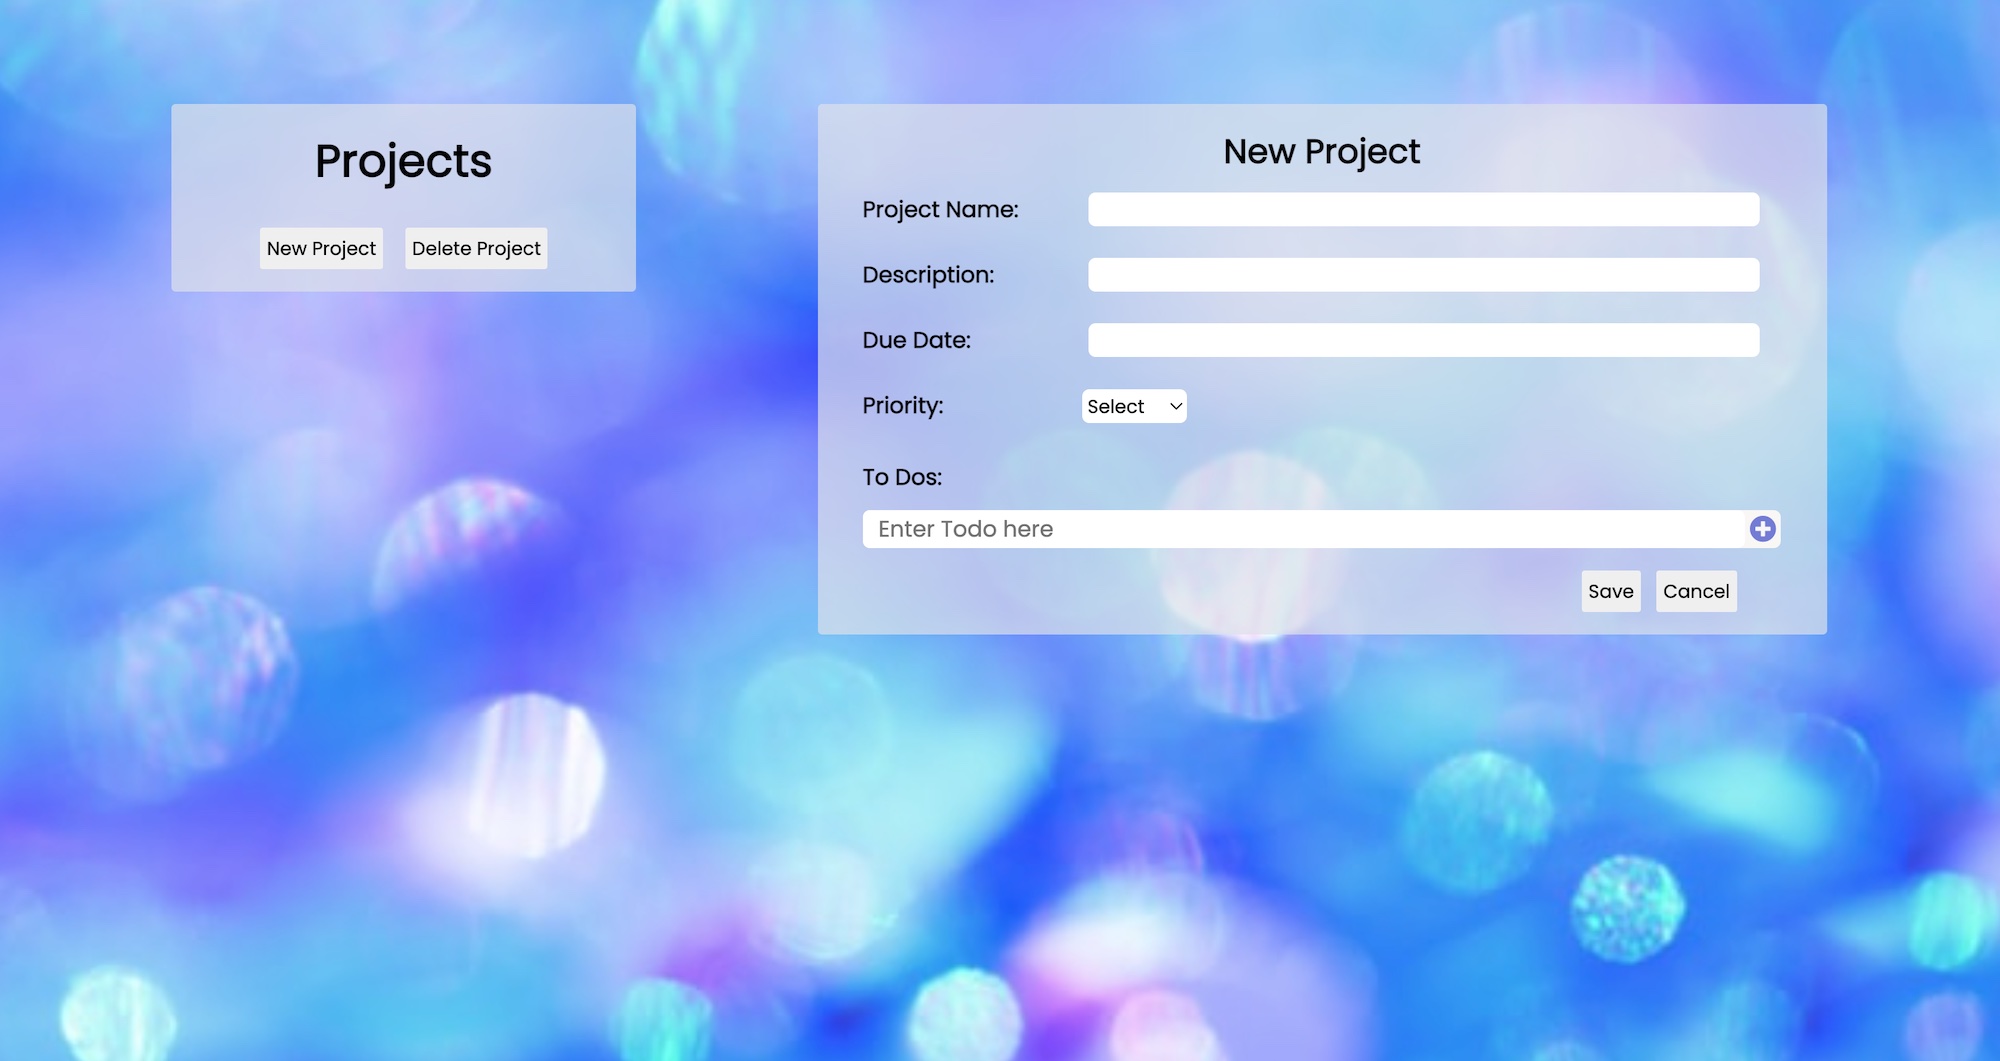 Projects
New Project Delete Project
New Project
Project Name:
Description:
Due Date:
Priority: Select
To Dos:
Enter Todo here
Save Cancel